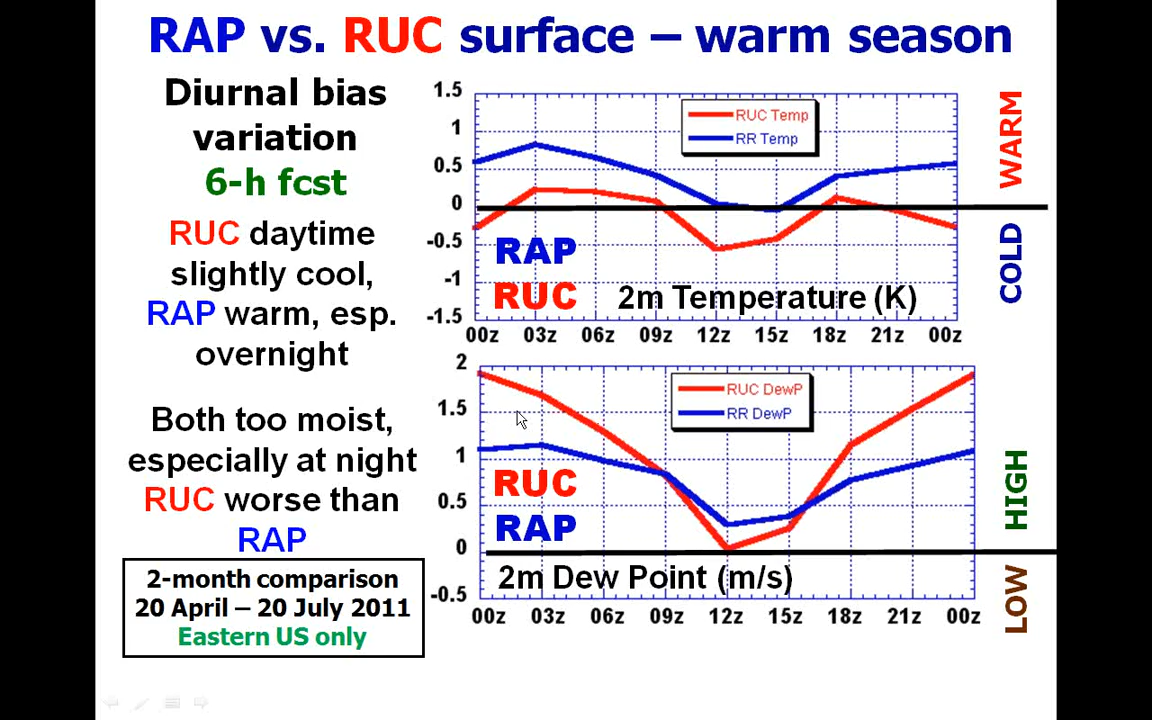 RAP vs. RUC surface – warm season
Diurnal bias
variation
6-h fcst
RUC daytime
slightly cool,
RAP warm, esp.
overnight
Both too moist,
especially at night
RUC worse than
RAP
2-month comparison
20 April – 20 July 2011
Eastern US only
1.5
1
0.5
0
-0.5
-1
-1.5
RUC Temp
RR Temp
RAP
RUC
2m Temperature (K)
00z 03z 06z 09z 12z 15z 18z 21z 00z
WARM
COLD
2
1.5
1
0.5
0
-0.5
RUC DewP
RR DewP
RUC
RAP
2m Dew Point (m/s)
00z 03z 06z 09z 12z 15z 18z 21z 00z
HIGH
LOW